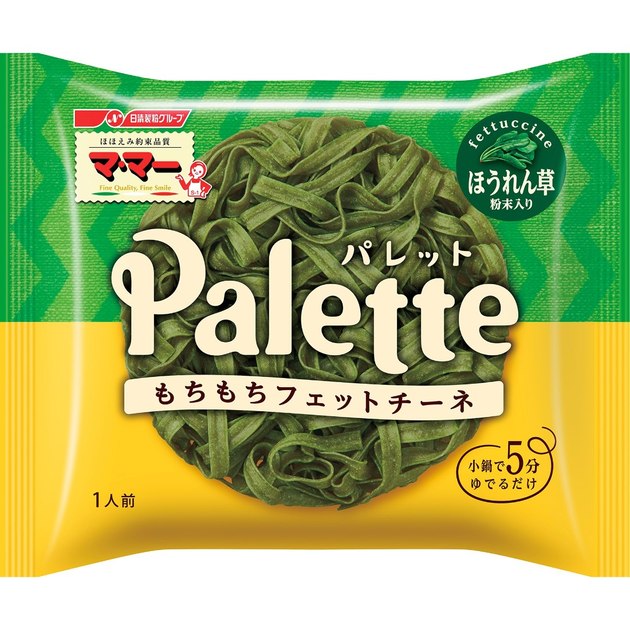 日清製粉グループ
ほほえみ約束品質
マ・マー
Fine Quality, Fine Smile
fettuccine
ほうれん草
粉末入り
パレット
Palette
もちもちフェットチーネ
小鍋で5分
ゆでるだけ
1人前